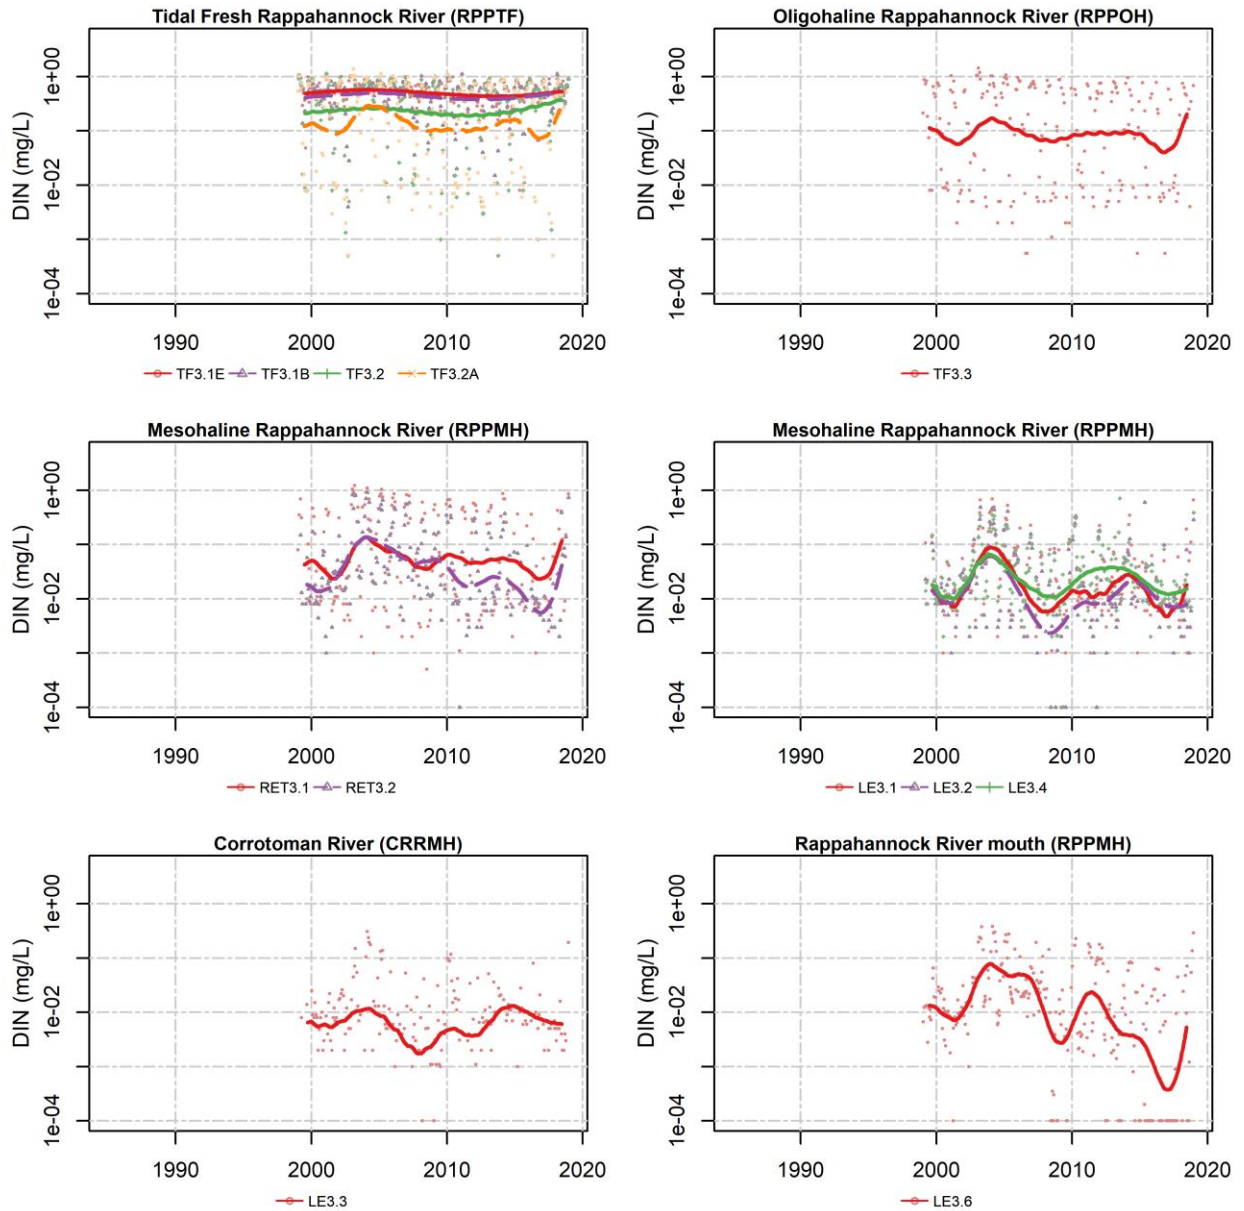 Tidal Fresh Rappahannock River (RPPTF)
DIN (mg/L)
1e+00
1e-02
1e-04
1990 2000 2010 2020
TF3.1E TF3.1B TF3.2 TF3.2A
Oligohaline Rappahannock River (RPPOH)
DIN (mg/L)
1e+00
1e-02
1e-04
1990 2000 2010 2020
TF3.3
Mesohaline Rappahannock River (RPPMH)
DIN (mg/L)
1e+00
1e-02
1e-04
1990 2000 2010 2020
RET3.1 RET3.2
Mesohaline Rappahannock River (RPPMH)
DIN (mg/L)
1e+00
1e-02
1e-04
1990 2000 2010 2020
LE3.1 LE3.2 LE3.4
Corrotoman River (CRRMH)
DIN (mg/L)
1e+00
1e-02
1e-04
1990 2000 2010 2020
LE3.3
Rappahannock River mouth (RPPMH)
DIN (mg/L)
1e+00
1e-02
1e-04
1990 2000 2010 2020
LE3.6